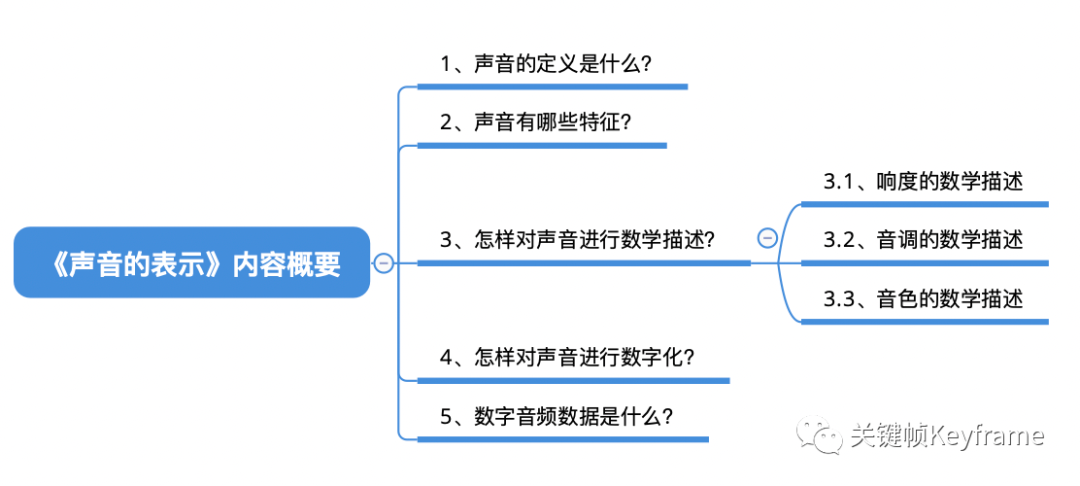 1、声音的定义是什么？
2、声音有哪些特征？
3.1、响度的数学描述
3、怎样对声音进行数学描述？
3.2、音调的数学描述
《声音的表示》内容概要
3.3、音色的数学描述
4、怎样对声音进行数字化？
5、数字音频数据是什么？
关键帧Keyframe